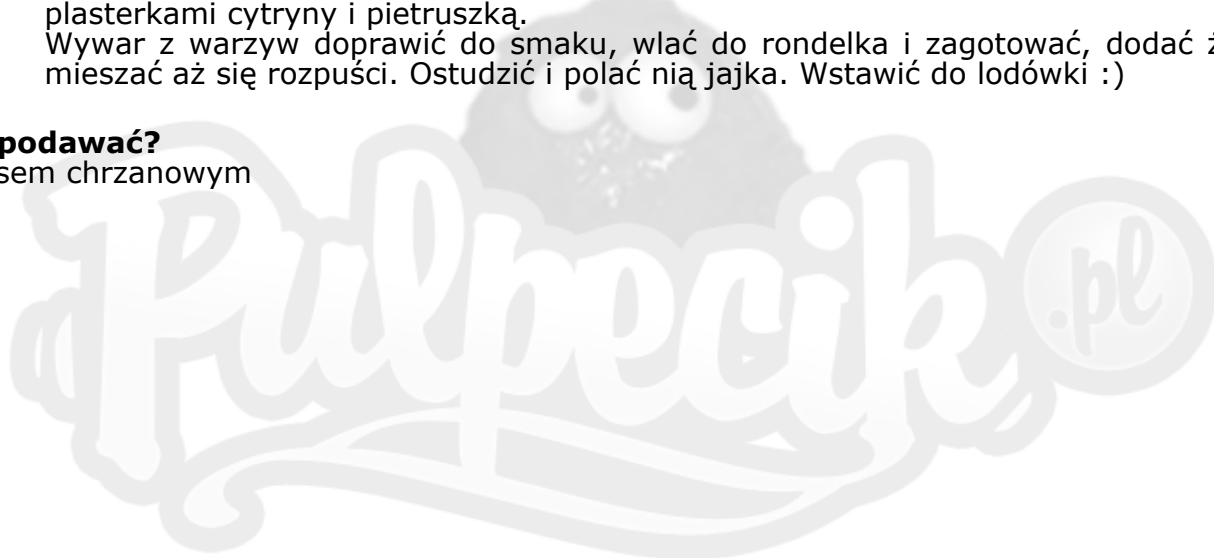 plasterkami cytryny i pietruszką.
Wywar z warzyw doprawić do smaku, wlać do rondelka i zagotować, dodać
mieszać aż się rozpuści. Ostudzić i polać nią jajka. Wstawić do lodówki :)
podawać?
sem chrzanowym
Pulpecik.pl